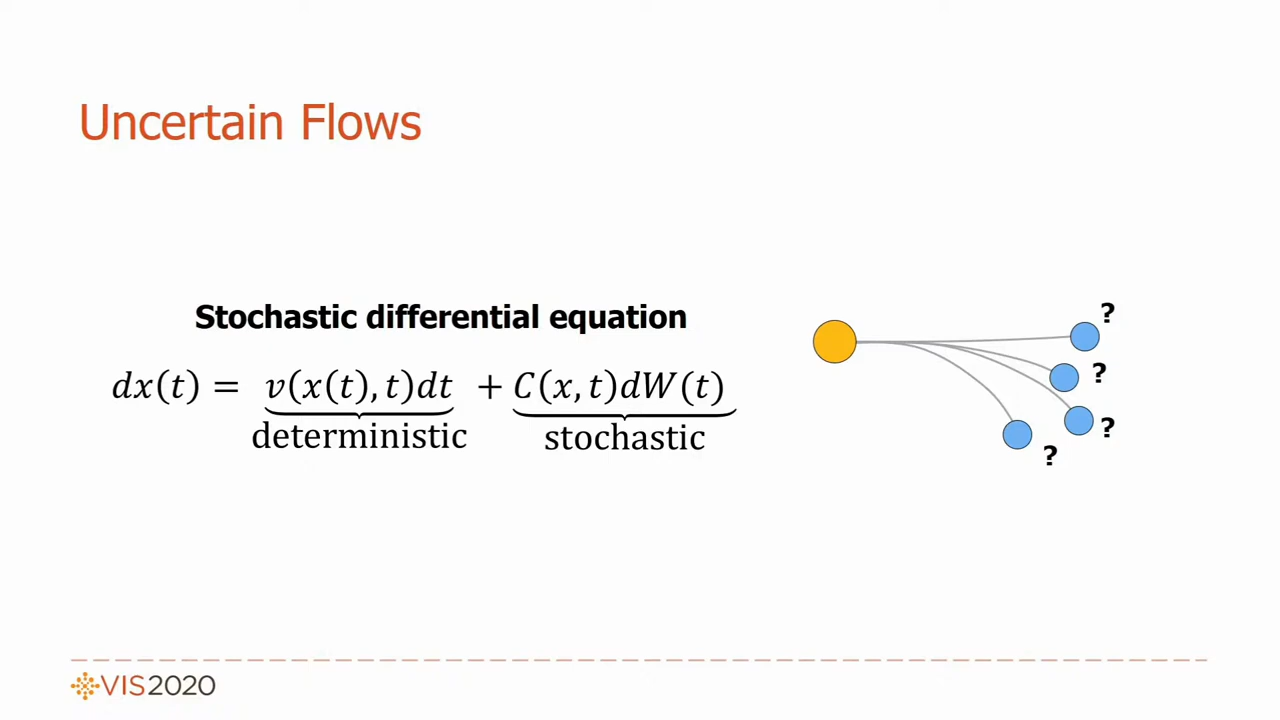 Uncertain Flows
Stochastic differential equation
dx(t) = v(x(t), t)dt + C(x, t)dW(t)
deterministic stochastic
?
?
?
?
VIS2020